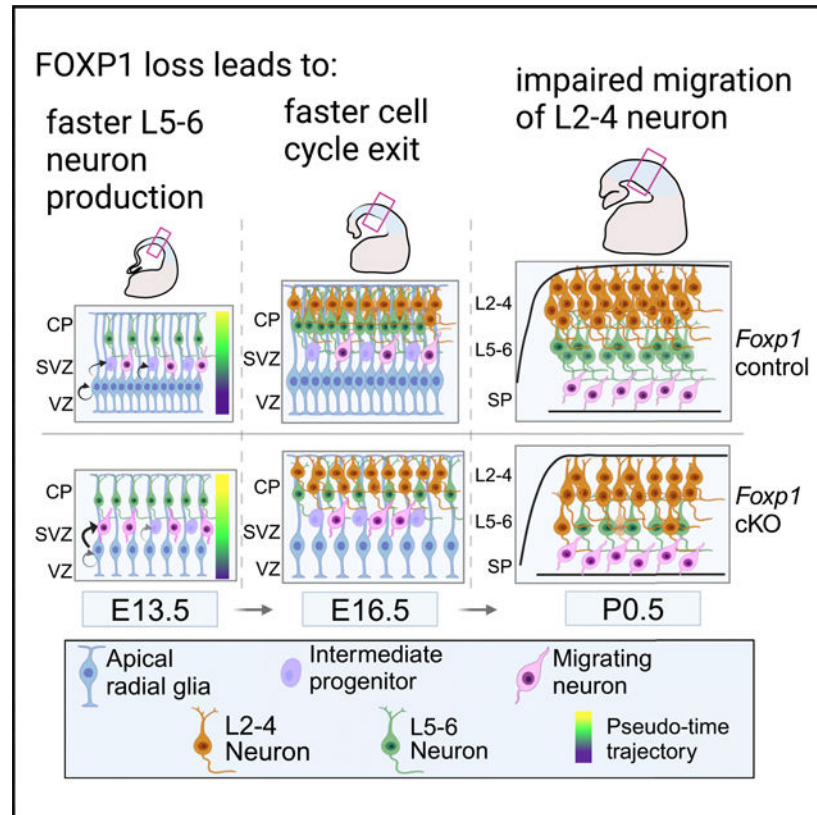 FOXP1 loss leads to:
faster L5-6
neuron
production
faster cell
cycle exit
impaired migration
of L2-4 neuron
CP
SVZ
VZ
CP
SVZ
VZ
L2-4
L5-6
SP
Foxp1
control
CP
SVZ
VZ
CP
SVZ
VZ
L2-4
L5-6
SP
Foxp1
cKO
E13.5
E16.5
P0.5
Apical
radial glia
Intermediate
progenitor
Migrating
neuron
L2-4
Neuron
L5-6
Neuron
Pseudo-time
trajectory